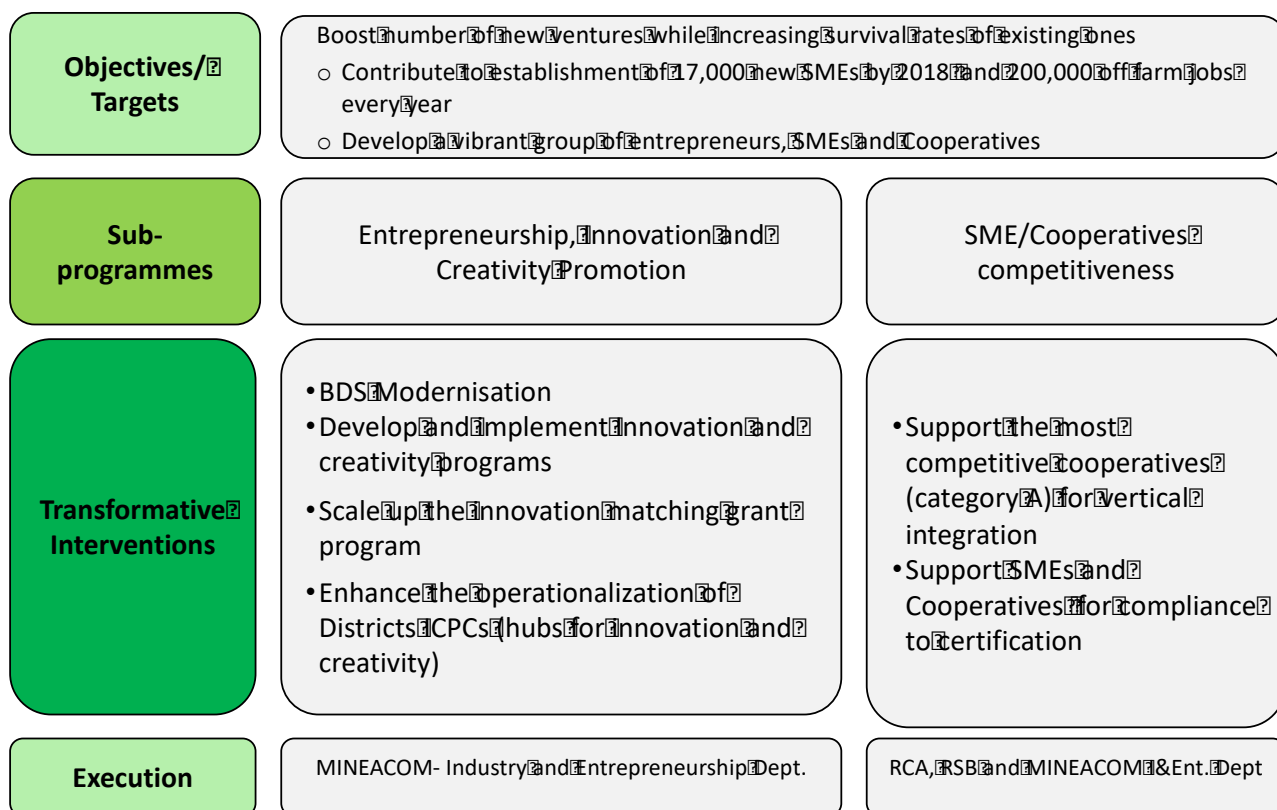 Objectives/
Targets
Boost number of new ventures while increasing survival rates of existing ones
○ Contribute to establishment of 17,000 new SMEs by 2018 and 200,000 off farm jobs
every year
○ Develop a vibrant group of entrepreneurs, SMEs and Cooperatives
Sub-
programmes
Entrepreneurship, Innovation and
Creativity Promotion
SME/Cooperatives
competitiveness
Transformative
Interventions
•BDS Modernisation
•Develop and implement Innovation and
creativity programs
•Scale up the innovation matching grant
program
•Enhance the operationalization of
Districts ICPCs (hubs for innovation and
creativity)
•Support the most
competitive cooperatives
(category A) for vertical
integration
•Support SMEs and
Cooperatives for compliance
to certification
Execution
MINEACOM- Industry and Entrepreneurship Dept.
RCA, RSB and MINEACOM I&Ent. Dept